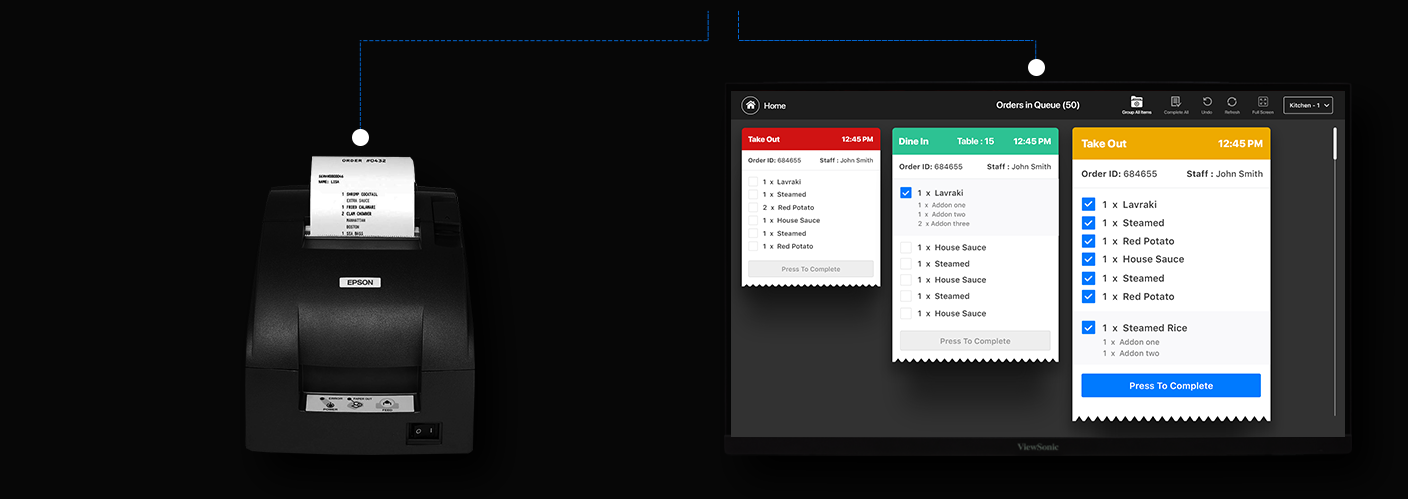 ORDER #0432
NAME: LISA
1 SHRIMP COCKTAIL
EXTRA SAUCE
1 FRIED CALAMARI
2 CLAM CHOWDER
MANHATTAN
BOSTON
1 SEA BASS
EPSON
ERROR
PAPER OUT
POWER
FEED
Home
Orders in Queue (50)
Group All Items
Complete All
Undo
Refresh
Full Screen
Kitchen - 1
Take Out 12:45 PM
Order ID: 684655 Staff : John Smith
1 x Lavraki
1 x Steamed
2 x Red Potato
1 x House Sauce
1 x Steamed
1 x Red Potato
Press To Complete
Dine In Table : 15 12:45 PM
Order ID: 684655 Staff : John Smith
1 x Lavraki
1 x Addon one
1 x Addon two
2 x Addon three
1 x House Sauce
1 x Steamed
1 x House Sauce
1 x Steamed
1 x House Sauce
Press To Complete
Take Out 12:45 PM
Order ID: 684655 Staff : John Smith
1 x Lavraki
1 x Steamed
1 x Red Potato
1 x House Sauce
1 x Steamed
1 x Red Potato
1 x Steamed Rice
1 x Addon one
1 x Addon two
Press To Complete
ViewSonic